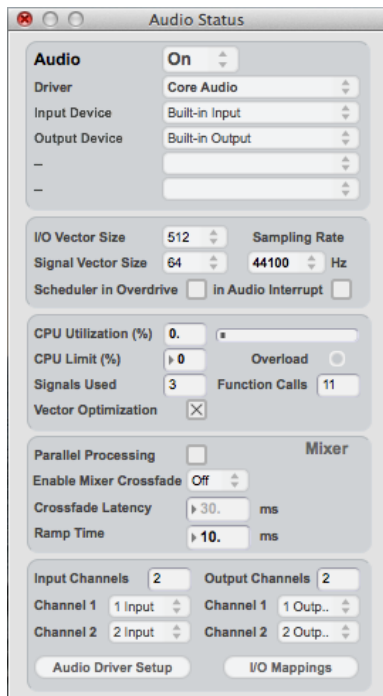 Audio Status
Audio On
Driver Core Audio
Input Device Built-in Input
Output Device Built-in Output
–
–
I/O Vector Size 512 Sampling Rate
Signal Vector Size 64 44100 Hz
Scheduler in Overdrive in Audio Interrupt
CPU Utilization (%) 0.
CPU Limit (%) 0 Overload
Signals Used 3 Function Calls 11
Vector Optimization
Parallel Processing Mixer
Enable Mixer Crossfade Off
Crossfade Latency 30. ms
Ramp Time 10. ms
Input Channels 2 Output Channels 2
Channel 1 1 Input Channel 1 1 Outp..
Channel 2 2 Input Channel 2 2 Outp..
Audio Driver Setup I/O Mappings